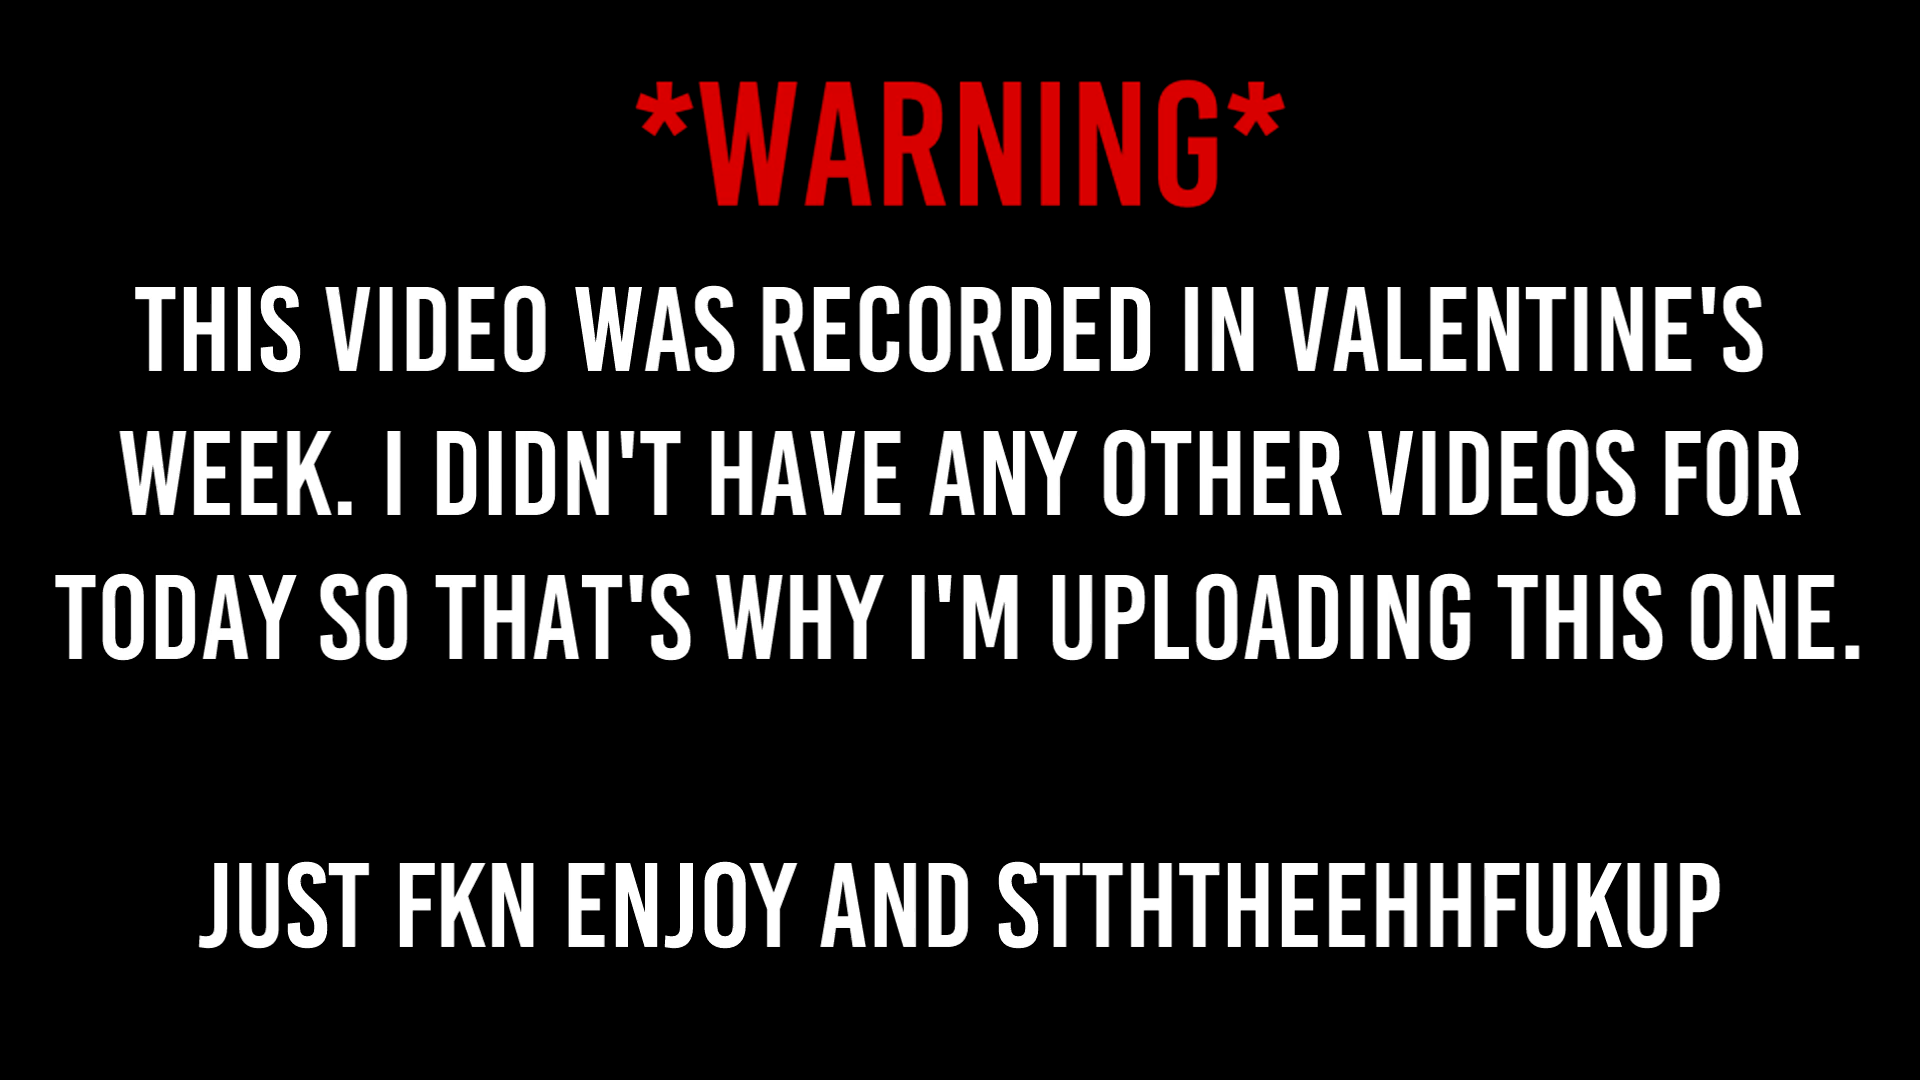 *WARNING*
THIS VIDEO WAS RECORDED IN VALENTINE'S
WEEK. I DIDN'T HAVE ANY OTHER VIDEOS FOR
TODAY SO THAT'S WHY I'M UPLOADING THIS ONE.
JUST FKN ENJOY AND STTHTHEEHHFUKUP